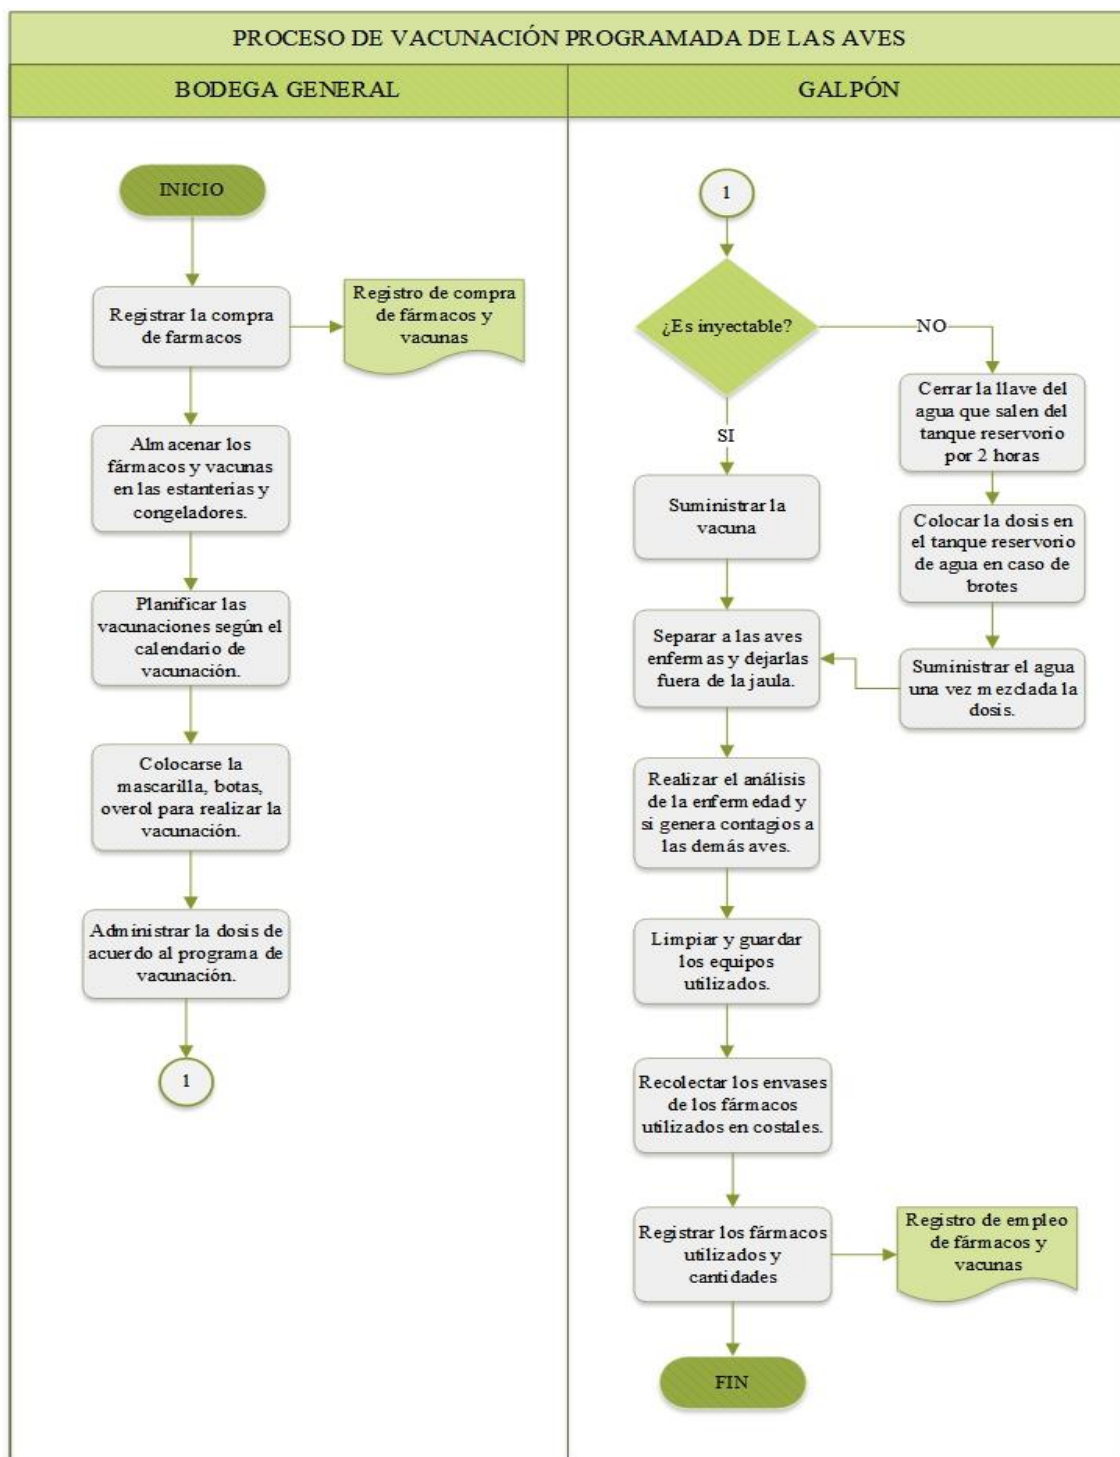 PROCESO DE VACUNACIÓN PROGRAMADA DE LAS AVES
BODEGA GENERAL
GALPÓN
INICIO
Registrar la compra
de farmacos
Registro de compra
de fármacos y
vacunas
Almacenar los
fármacos y vacunas
en las estanterias y
congeladores.
Planificar las
vacunaciones según el
calendario de
vacunación.
Colocarse la
mascarilla, botas,
overol para realizar la
vacunación.
Administrar la dosis de
acuerdo al programa de
vacunación.
1
1
¿Es inyectable?
NO
SI
Cerrar la llave del
agua que salen del
tanque reservorio
por 2 horas
Colocar la dosis en
el tanque reservorio
de agua en caso de
brotes
Suministrar el agua
una vez mezclada la
dosis.
Suministrar la
vacuna
Separar a las aves
enfermas y dejarlas
fuera de la jaula.
Realizar el análisis
de la enfermedad y
si genera contagios a
las demás aves.
Limpiar y guardar
los equipos
utilizados.
Recolectar los envases
de los fármacos
utilizados en costales.
Registrar los fármacos
utilizados y
cantidades
Registro de empleo
de fármacos y
vacunas
FIN